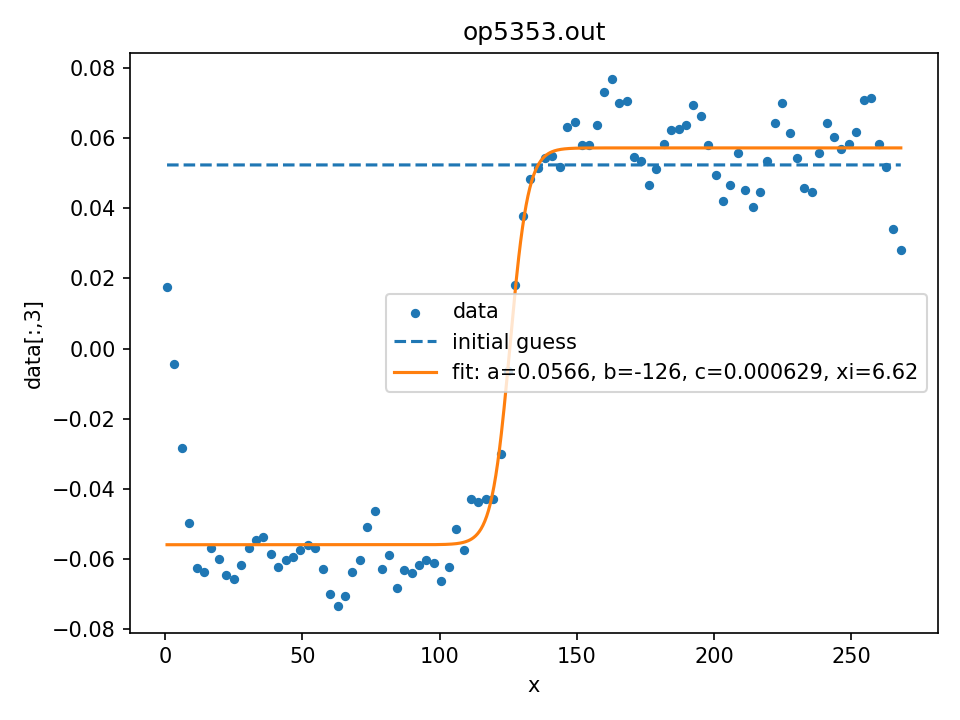 op5353.out
0.08
0.06
0.04
0.02
0.00
−0.02
−0.04
−0.06
−0.08
data[:,3]
data
initial guess
fit: a=0.0566, b=-126, c=0.000629, xi=6.62
0 50 100 150 200 250
x